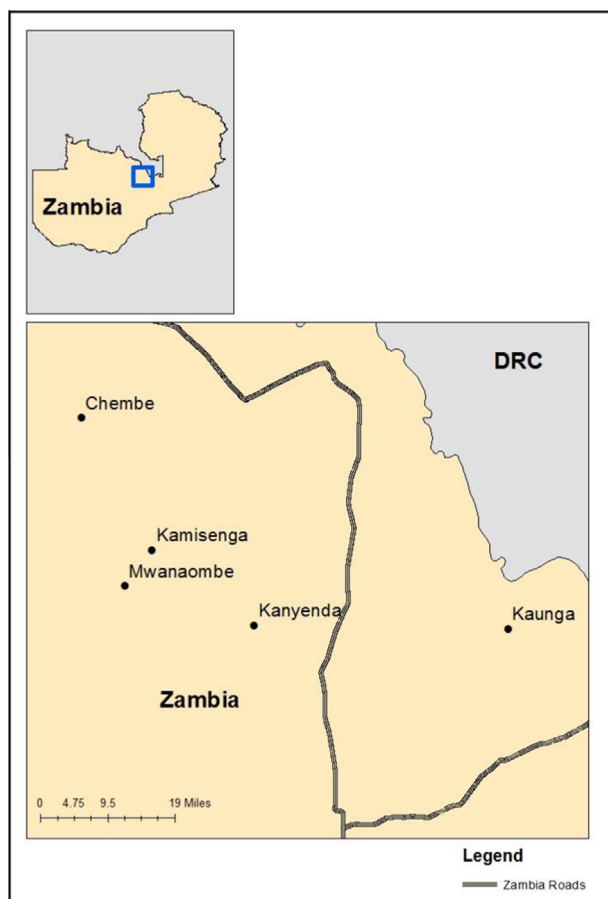 Zambia
DRC
Chembe
Kamisenga
Mwanaombe
Kanyenda
Kaunga
Zambia
0 4.75 9.5 19 Miles
Legend
Zambia Roads